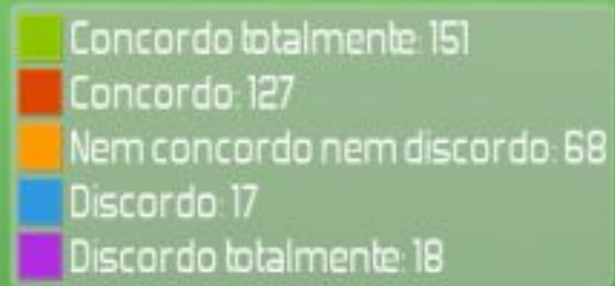 Concordo totalmente: 151
Concordo: 127
Nem concordo nem discordo: 68
Discordo: 17
Discordo totalmente: 18